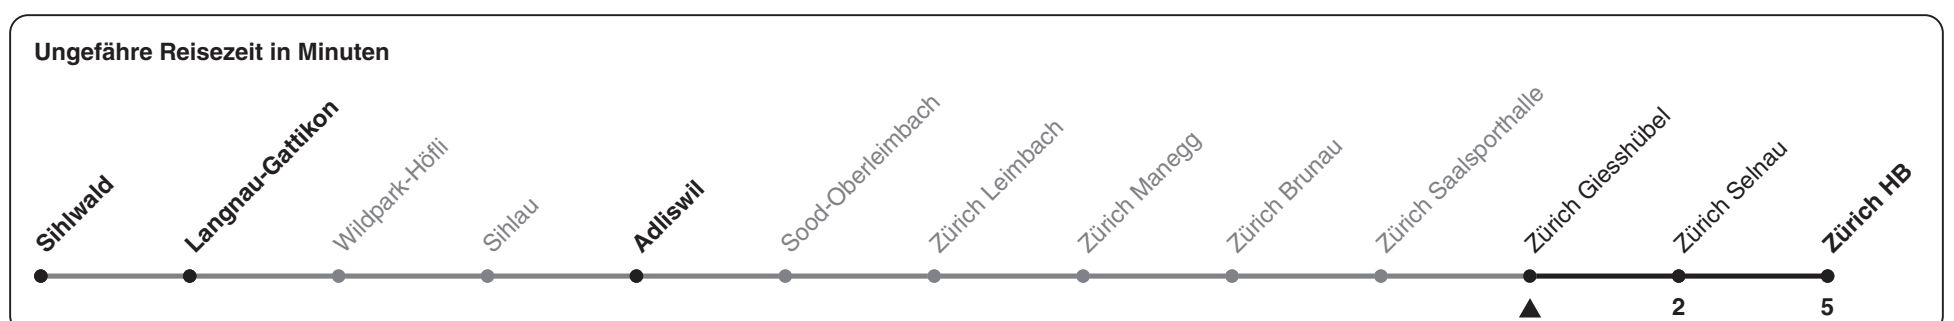 Ungefähre Reisezeit in Minuten
Sihlwald
Langnau-Gattikon
Wildpark-Höfli
Sihlau
Adliswil
Sood-Oberleimbach
Zürich Leimbach
Zürich Manegg
Zürich Brunau
Zürich Saalsporthalle
Zürich Giesshübel
Zürich Selnau
Zürich HB
2
5